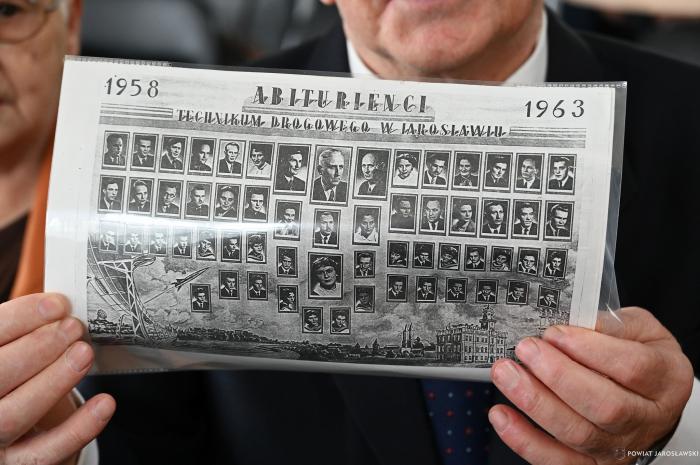 1958
ABITURIENCI
1963
TECHNIKUM DROGOWEGO W JAROSŁAWIU
POWIAT JAROSŁAWSKI